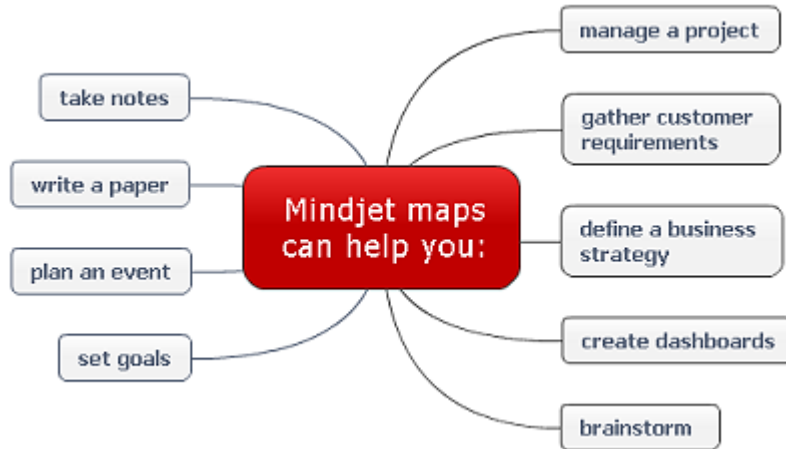 Mindjet maps
can help you:
take notes
write a paper
plan an event
set goals
manage a project
gather customer
requirements
define a business
strategy
create dashboards
brainstorm